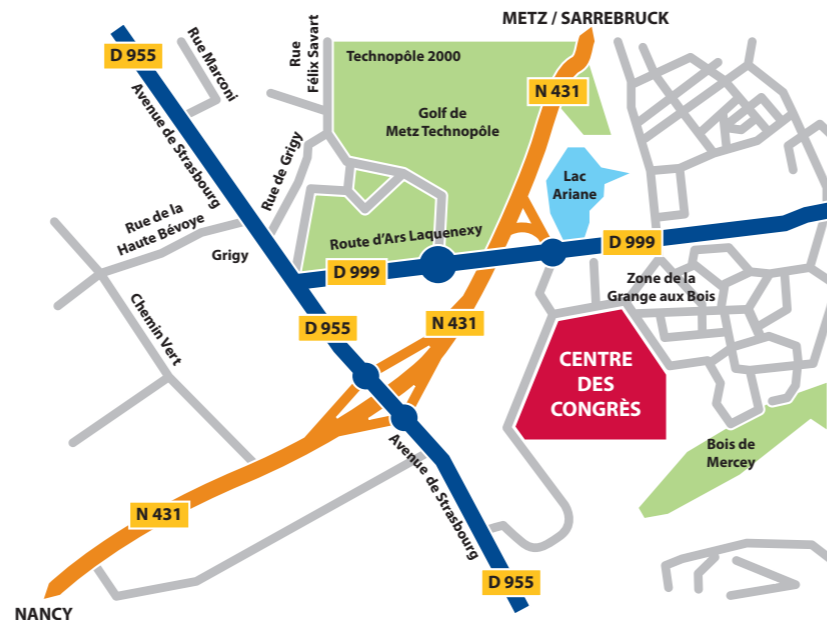 METZ / SARREBRUCK
D 955
Rue Marconi
Rue
Félix Savart
Technopôle 2000
N 431
Avenue de Strasbourg
Golf de
Metz Technopôle
Rue de Grigy
Lac
Ariane
Rue de la
Haute Bévoye
Grigy
Route d'Ars Laquenexy
D 999
D 999
Zone de la
Grange aux Bois
Chemin Vert
D 955
N 431
CENTRE
DES
CONGRÈS
Bois de
Mercey
Avenue de Strasbourg
N 431
D 955
NANCY